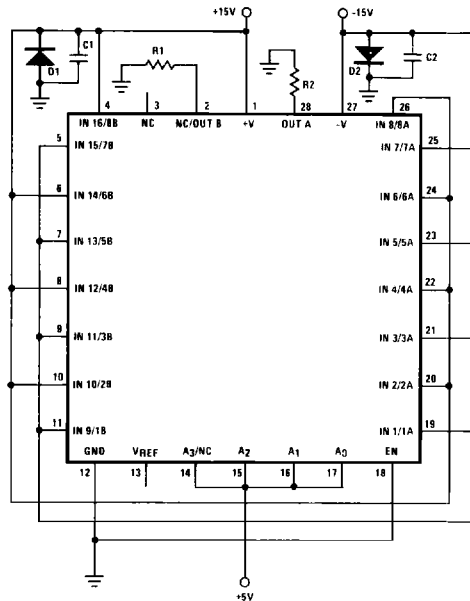 +15V
-15V
C1
D1
R1
R2
D2
C2
4
3
2
1
28
27
26
IN 16/8B
NC
NC/OUT B
+V
OUT A
-V
IN 8/8A
5
IN 15/7B
IN 7/7A
25
6
IN 14/6B
IN 6/6A
24
7
IN 13/5B
IN 5/5A
23
8
IN 12/4B
IN 4/4A
22
9
IN 11/3B
IN 3/3A
21
10
IN 10/2B
IN 2/2A
20
11
IN 9/1B
IN 1/1A
19
GND
VREF
A3/NC
A2
A1
A0
EN
12
13
14
15
16
17
18
+5V